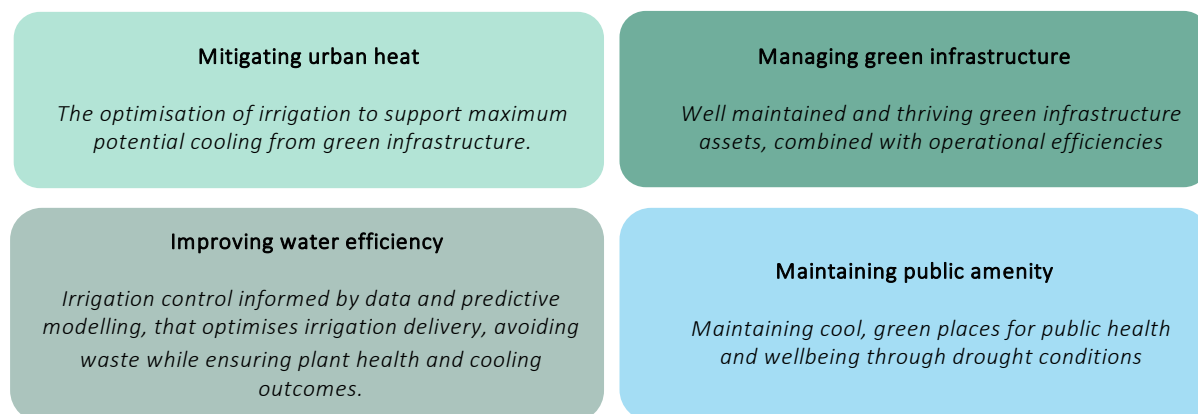 Mitigating urban heat
The optimisation of irrigation to support maximum
potential cooling from green infrastructure.
Managing green infrastructure
Well maintained and thriving green infrastructure
assets, combined with operational efficiencies
Improving water efficiency
Irrigation control informed by data and predictive
modelling, that optimises irrigation delivery, avoiding
waste while ensuring plant health and cooling
outcomes.
Maintaining public amenity
Maintaining cool, green places for public health
and wellbeing through drought conditions